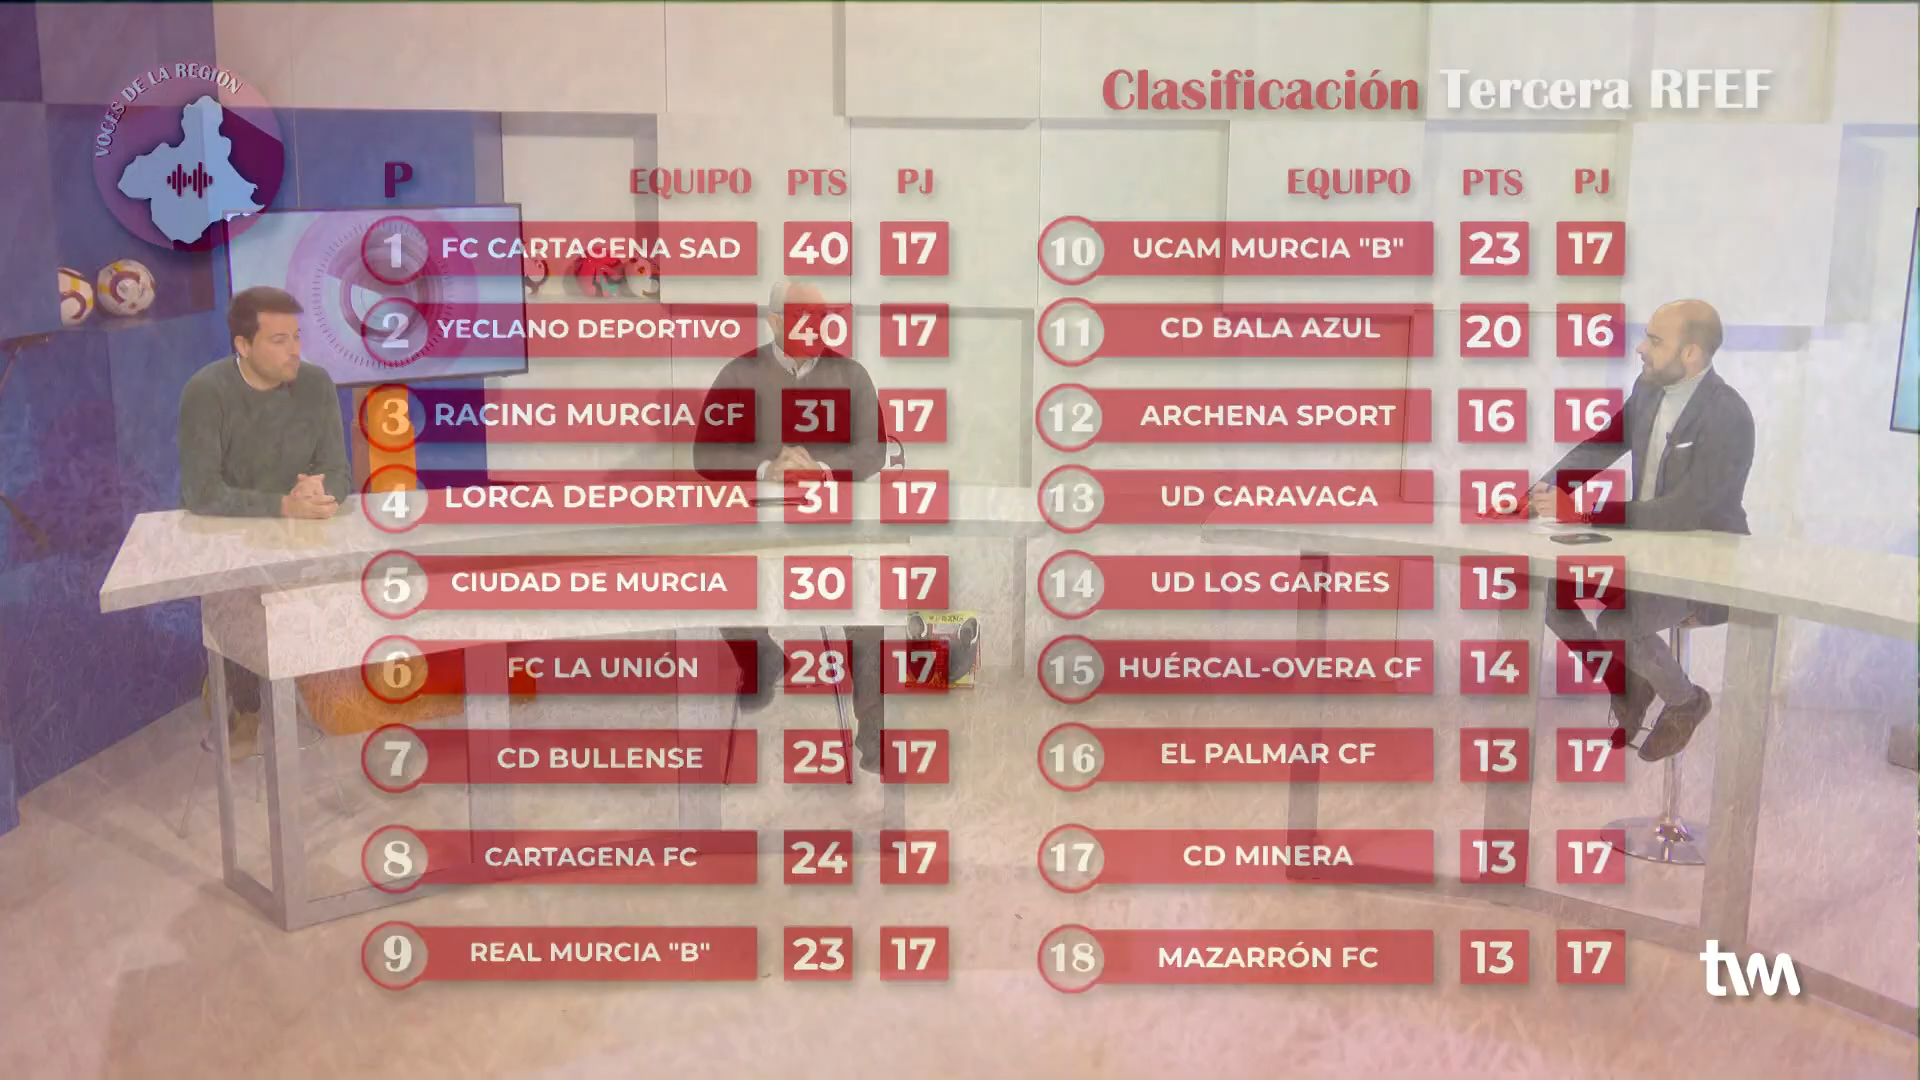 VOCES DE LA REGIÓN
Clasificación Tercera RFEF
P EQUIPO PTS PJ
1 FC CARTAGENA SAD 40 17
2 YECLANO DEPORTIVO 40 17
3 RACING MURCIA CF 31 17
4 LORCA DEPORTIVA 31 17
5 CIUDAD DE MURCIA 30 17
6 FC LA UNIÓN 28 17
7 CD BULLENSE 25 17
8 CARTAGENA FC 24 17
9 REAL MURCIA "B" 23 17
EQUIPO PTS PJ
10 UCAM MURCIA "B" 23 17
11 CD BALA AZUL 20 16
12 ARCHENA SPORT 16 16
13 UD CARAVACA 16 17
14 UD LOS GARRES 15 17
15 HUÉRCAL-OVERA CF 14 17
16 EL PALMAR CF 13 17
17 CD MINERA 13 17
18 MAZARRÓN FC 13 17
tvm